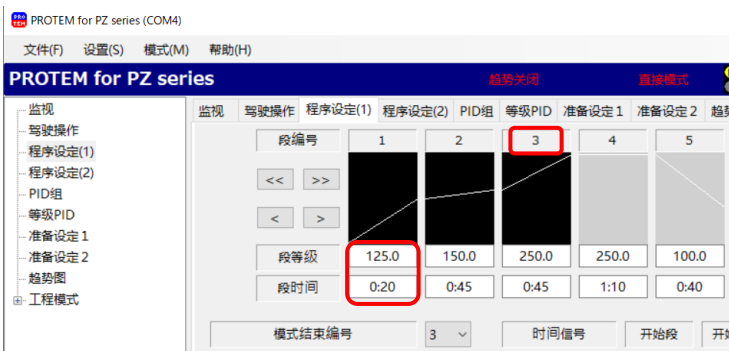 PRO TEM PROTEM for PZ series (COM4)
文件(F) 设置(S) 模式(M) 帮助(H)
PROTEM for PZ series 趋势关闭 直接模式
监视
驾驶操作
程序设定(1)
程序设定(2)
PID组
等级PID
准备设定1
准备设定2
趋势图
工程模式
监视 驾驶操作 程序设定(1) 程序设定(2) PID组 等级PID 准备设定1 准备设定2
段编号 1 2 3 4 5
<< >>
< >
段等级 125.0 150.0 250.0 250.0 100.0
段时间 0:20 0:45 0:45 1:10 0:40
模式结束编号 3 时间信号 开始段